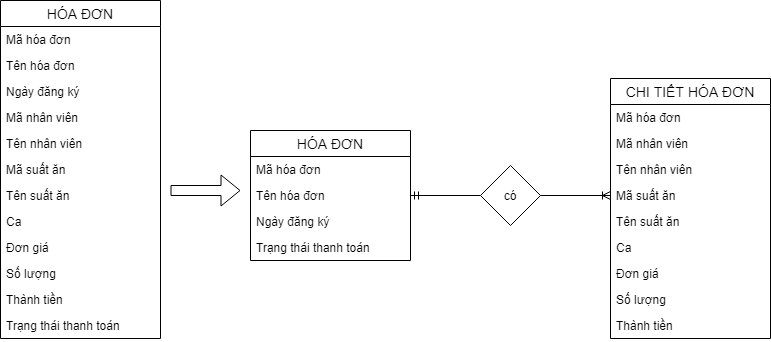 HÓA ĐƠN
Mã hóa đơn
Tên hóa đơn
Ngày đăng ký
Mã nhân viên
Tên nhân viên
Mã suất ăn
Tên suất ăn
Ca
Đơn giá
Số lượng
Thành tiền
Trạng thái thanh toán
HÓA ĐƠN
Mã hóa đơn
Tên hóa đơn
Ngày đăng ký
Trạng thái thanh toán
có
CHI TIẾT HÓA ĐƠN
Mã hóa đơn
Mã nhân viên
Tên nhân viên
Mã suất ăn
Tên suất ăn
Ca
Đơn giá
Số lượng
Thành tiền